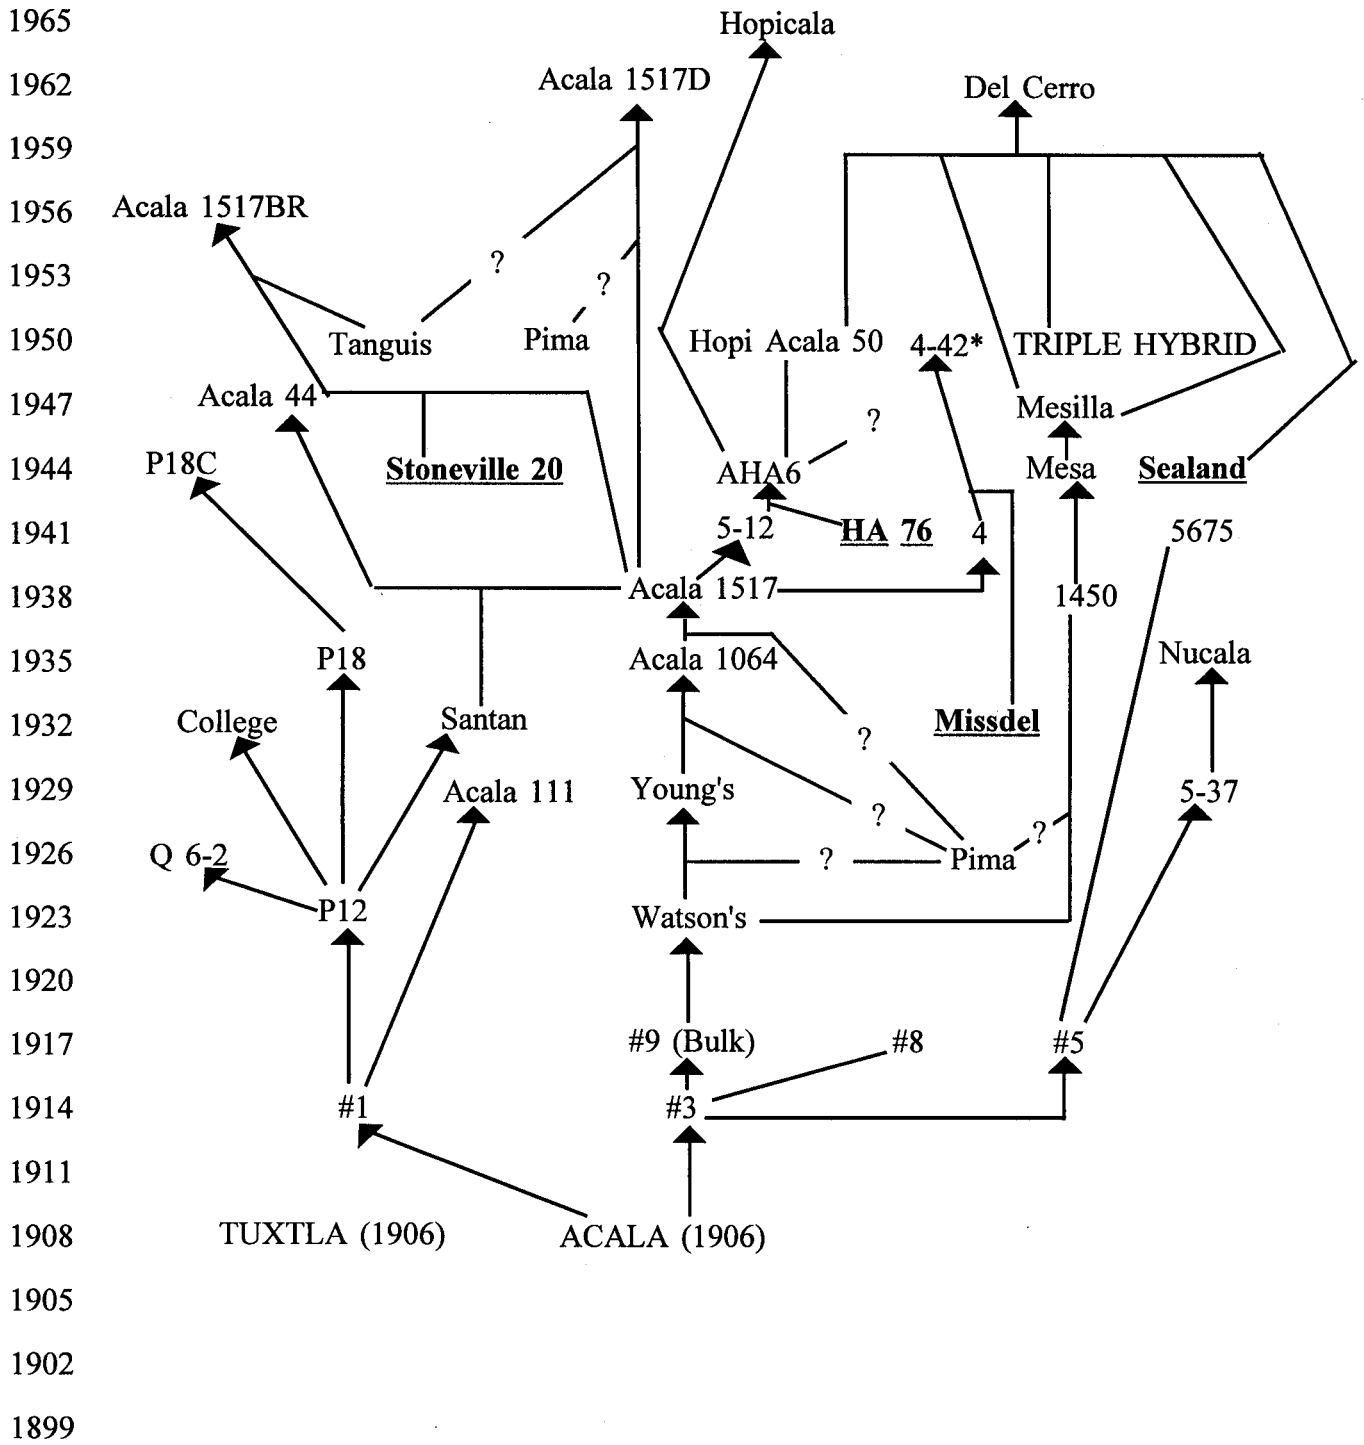 1965 Hopicala
1962 Acala 1517D Del Cerro
1959
1956 Acala 1517BR
?
1953 ?
1950 Tanguis Pima Hopi Acala 50 4-42* TRIPLE HYBRID
1947 Acala 44 Mesilla
?
1944 P18C Stoneville 20 AHA6 Mesa Sealand
1941 5-12 HA 76 4 5675
1938 Acala 1517 1450
1935 P18 Acala 1064 Nucala
1932 College Santan Missdel
?
1929 Acala 111 Young's 5-37
? ?
1926 Q 6-2 ? Pima
1923 P12 Watson's
1920
1917 #9 (Bulk) #8 #5
1914 #1 #3
1911
1908 TUXTLA (1906) ACALA (1906)
1905
1902
1899